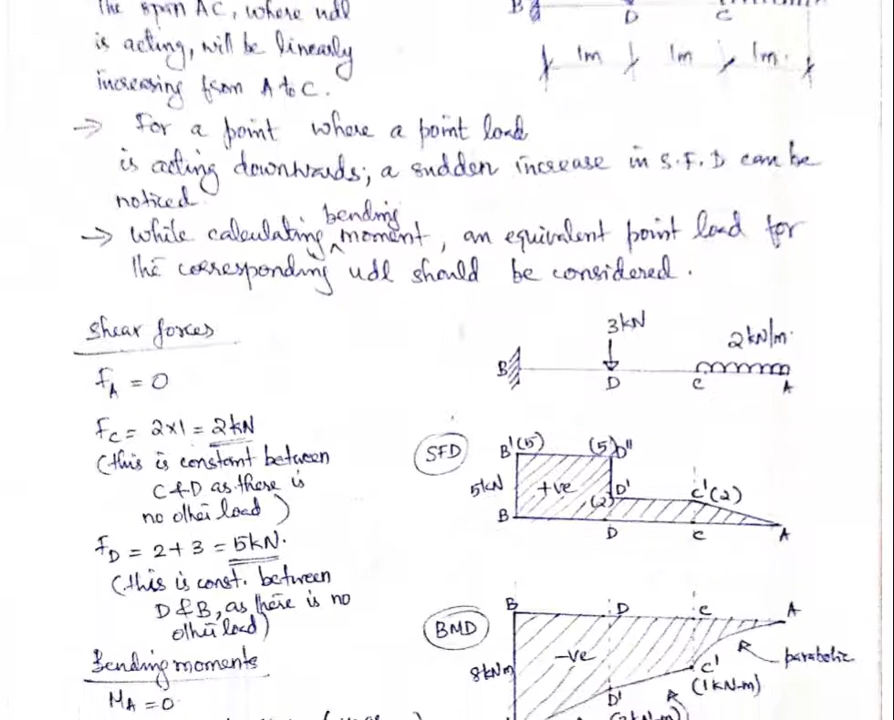 The span AC, where udl
is acting, will be linearly
increasing from A to C.
B D C
1m 1m 1m
→ For a point where a point load
is acting downwards; a sudden increase in S.F.D can be
noticed
→ while calculating bending moment, an equivalent point load for
the corresponding udl should be considered.
Shear forces
F_A = 0
F_C = 2×1 = 2kN
(this is constant between
C & D as there is
no other load)
F_D = 2+3 = 5kN.
(this is const. between
D & B, as there is no
other load)
Bending moments
M_A = 0
3kN
2kN/m
B D C A
SFD
B'(5) (5)D''
5kN +ve (2) D' C'(2)
B D C A
BMD
B D C A
8kNm -ve C' parabolic
(1kN-m)
D'